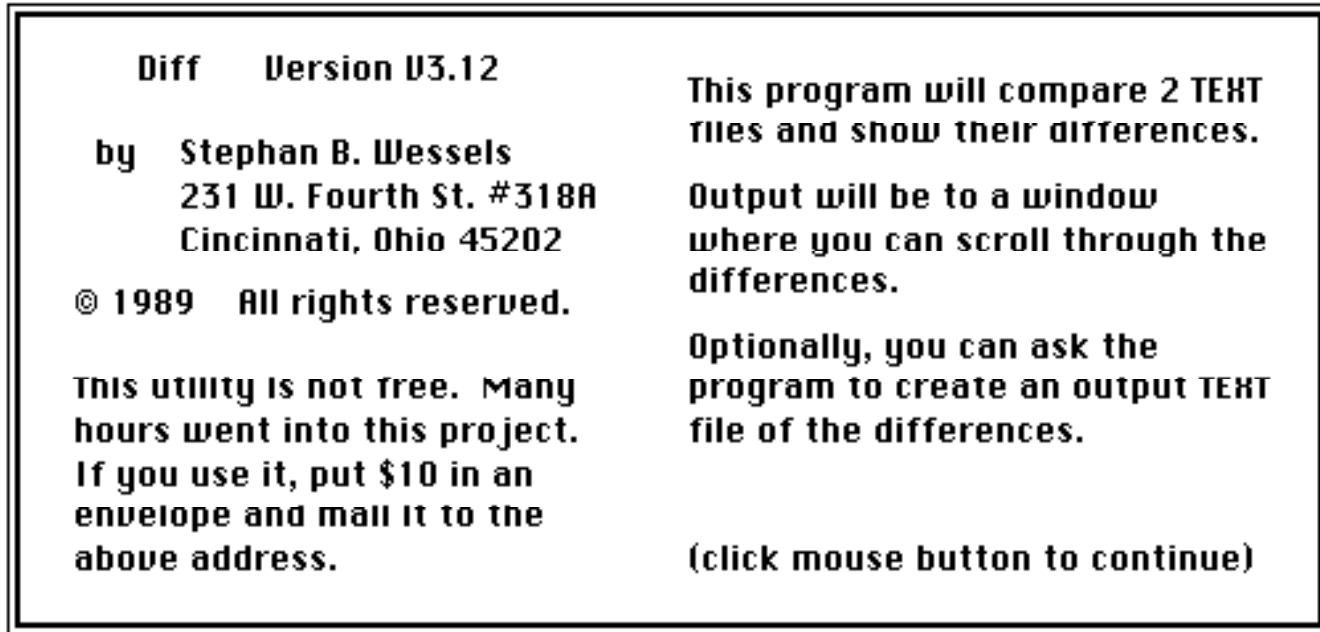 Diff Version V3.12
by Stephan B. Wessels
231 W. Fourth St. #318A
Cincinnati, Ohio 45202
© 1989 All rights reserved.
This utility is not free. Many
hours went into this project.
If you use it, put $10 in an
envelope and mail it to the
above address.
This program will compare 2 TEXT
files and show their differences.
Output will be to a window
where you can scroll through the
differences.
Optionally, you can ask the
program to create an output TEXT
file of the differences.
(click mouse button to continue)